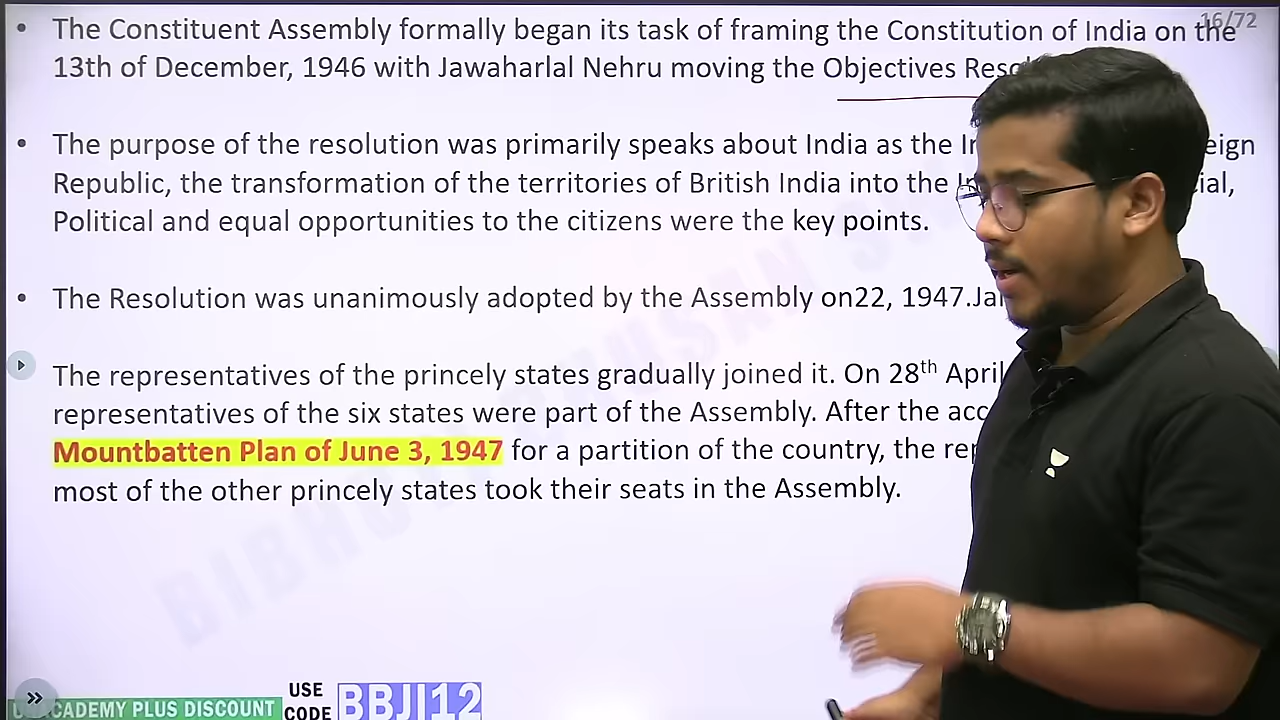 16/72
• The Constituent Assembly formally began its task of framing the Constitution of India on the
13th of December, 1946 with Jawaharlal Nehru moving the Objectives
• The purpose of the resolution was primarily speaks about India as the
Republic, the transformation of the territories of British India into the
Political and equal opportunities to the citizens were the key points.
• The Resolution was unanimously adopted by the Assembly on22, 1947.
The representatives of the princely states gradually joined it. On 28th April
representatives of the six states were part of the Assembly. After the
Mountbatten Plan of June 3, 1947 for a partition of the country, the
most of the other princely states took their seats in the Assembly.
PLUS DISCOUNT
USE
CODE
BBJI12